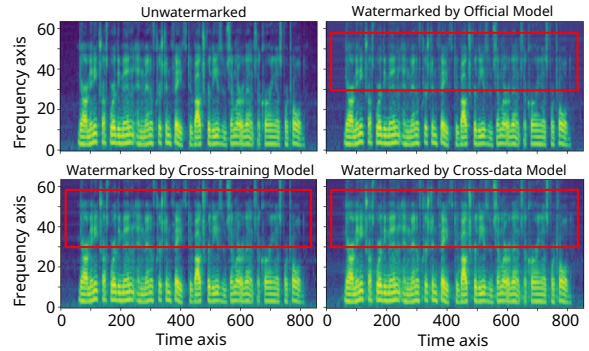 Unwatermarked
Watermarked by Official Model
Frequency axis
60
40
20
0
Watermarked by Cross-training Model
Watermarked by Cross-data Model
Frequency axis
60
40
20
0
0
200
400
600
800
0
200
400
600
800
Time axis
Time axis